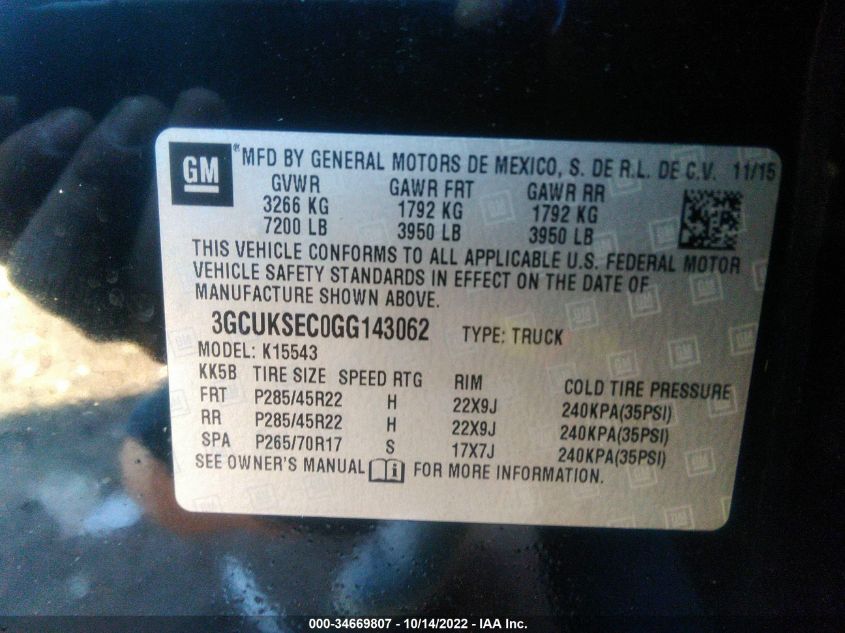 GM ® MFD BY GENERAL MOTORS DE MEXICO, S. DE R.L. DE C.V. 11/15
GVWR GAWR FRT GAWR RR
3266 KG 1792 KG 1792 KG
7200 LB 3950 LB 3950 LB
THIS VEHICLE CONFORMS TO ALL APPLICABLE U.S. FEDERAL MOTOR
VEHICLE SAFETY STANDARDS IN EFFECT ON THE DATE OF
MANUFACTURE SHOWN ABOVE.
3GCUKSEC0GG143062 TYPE: TRUCK
MODEL: K15543
KK5B TIRE SIZE SPEED RTG RIM COLD TIRE PRESSURE
FRT P285/45R22 H 22X9J 240KPA(35PSI)
RR P285/45R22 H 22X9J 240KPA(35PSI)
SPA P265/70R17 S 17X7J 240KPA(35PSI)
SEE OWNER'S MANUAL FOR MORE INFORMATION.
000-34669807 - 10/14/2022 - IAA Inc.